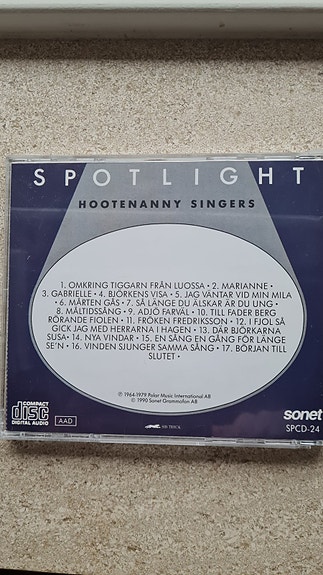 SPOTLIGHT
HOOTENANNY SINGERS
1. OMKRING TIGGARN FRÅN LUOSSA • 2. MARIANNE •
3. GABRIELLE • 4. BJÖRKENS VISA • 5. JAG VÄNTAR VID MIN MILA
• 6. MÅRTEN GÅS • 7. SÅ LÄNGE DU ÄLSKAR ÄR DU UNG •
8. MÅLTIDSSÅNG • 9. ADJÖ FARVÄL • 10. TILL FADER BERG
RÖRANDE FIOLEN • 11. FRÖKEN FREDRIKSSON • 12. I FJOL SÅ
GICK JAG MED HERRARNA I HAGEN • 13. DÄR BJÖRKARNA
SUSA • 14. NYA VINDAR • 15. EN SÅNG EN GÅNG FÖR LÄNGE
SE'N • 16. VINDEN SJUNGER SAMMA SÅNG • 17. BÖRJAN TILL
SLUTET •
℗ 1964-1979 Polar Music International AB
© 1990 Sonet Grammofon AB
COMPACT
disc
DIGITAL AUDIO
AAD
sonet
SPCD-24